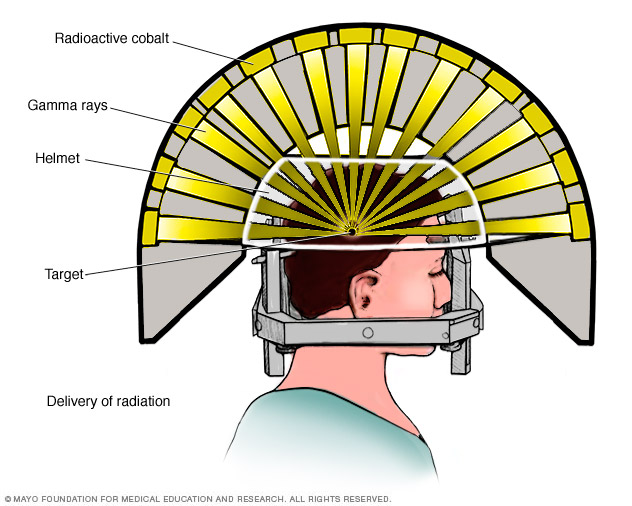 Radioactive cobalt
Gamma rays
Helmet
Target
Delivery of radiation
© MAYO FOUNDATION FOR MEDICAL EDUCATION AND RESEARCH. ALL RIGHTS RESERVED.